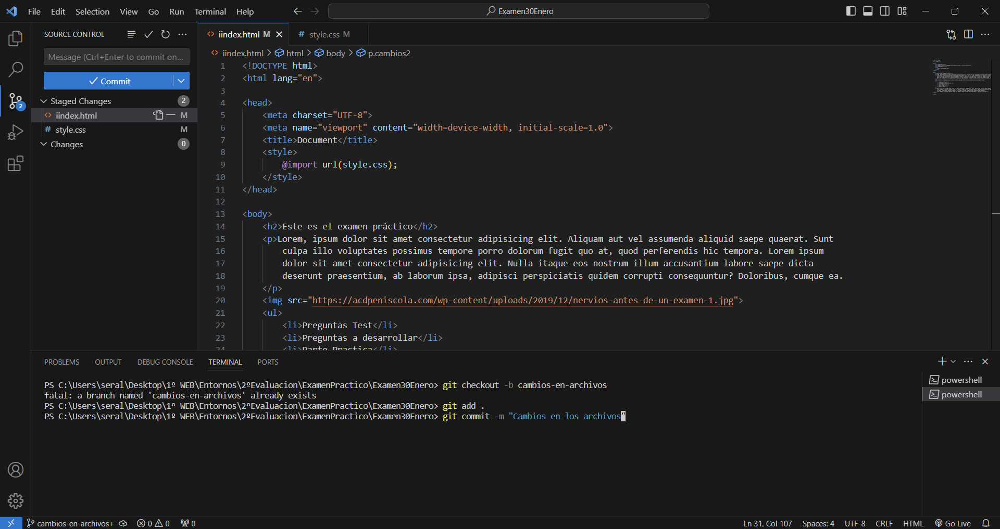 File Edit Selection View Go Run Terminal Help
Examen30Enero
SOURCE CONTROL
Message (Ctrl+Enter to commit on...
Commit
Staged Changes 2
iindex.html M
style.css M
Changes 0
2
iindex.html M
style.css M
iindex.html > html > body > p.cambios2
1 <!DOCTYPE html>
2 <html lang="en">
3
4 <head>
5 <meta charset="UTF-8">
6 <meta name="viewport" content="width=device-width, initial-scale=1.0">
7 <title>Document</title>
8 <style>
9 @import url(style.css);
10 </style>
11 </head>
12
13 <body>
14 <h2>Este es el examen práctico</h2>
15 <p>Lorem, ipsum dolor sit amet consectetur adipisicing elit. Aliquam aut vel assumenda aliquid saepe quaerat. Sunt
16 culpa illo voluptates possimus tempore porro dolorum fugit quo at, quod perferendis hic tempora. Lorem ipsum
17 dolor sit amet consectetur adipisicing elit. Nulla itaque eos nostrum illum accusantium labore saepe dicta
18 deserunt praesentium, ab laborum ipsa, adipisci perspiciatis quidem corrupti consequuntur? Doloribus, cumque ea.
19 </p>
20 <img src="https://acdpeniscola.com/wp-content/uploads/2019/12/nervios-antes-de-un-examen-1.jpg">
21 <ul>
22 <li>Preguntas Test</li>
23 <li>Preguntas a desarrollar</li>
24 <li>Parte Practica</li>
PROBLEMS OUTPUT DEBUG CONSOLE TERMINAL PORTS
PS C:\Users\seral\Desktop\1º WEB\Entornos\2ºEvaluacion\ExamenPractico\Examen30Enero> git checkout -b cambios-en-archivos
fatal: a branch named 'cambios-en-archivos' already exists
PS C:\Users\seral\Desktop\1º WEB\Entornos\2ºEvaluacion\ExamenPractico\Examen30Enero> git add .
PS C:\Users\seral\Desktop\1º WEB\Entornos\2ºEvaluacion\ExamenPractico\Examen30Enero> git commit -m "Cambios en los archivos"
powershell
powershell
cambios-en-archivos+ 0 0 0
Ln 31, Col 107 Spaces: 4 UTF-8 CRLF HTML Go Live